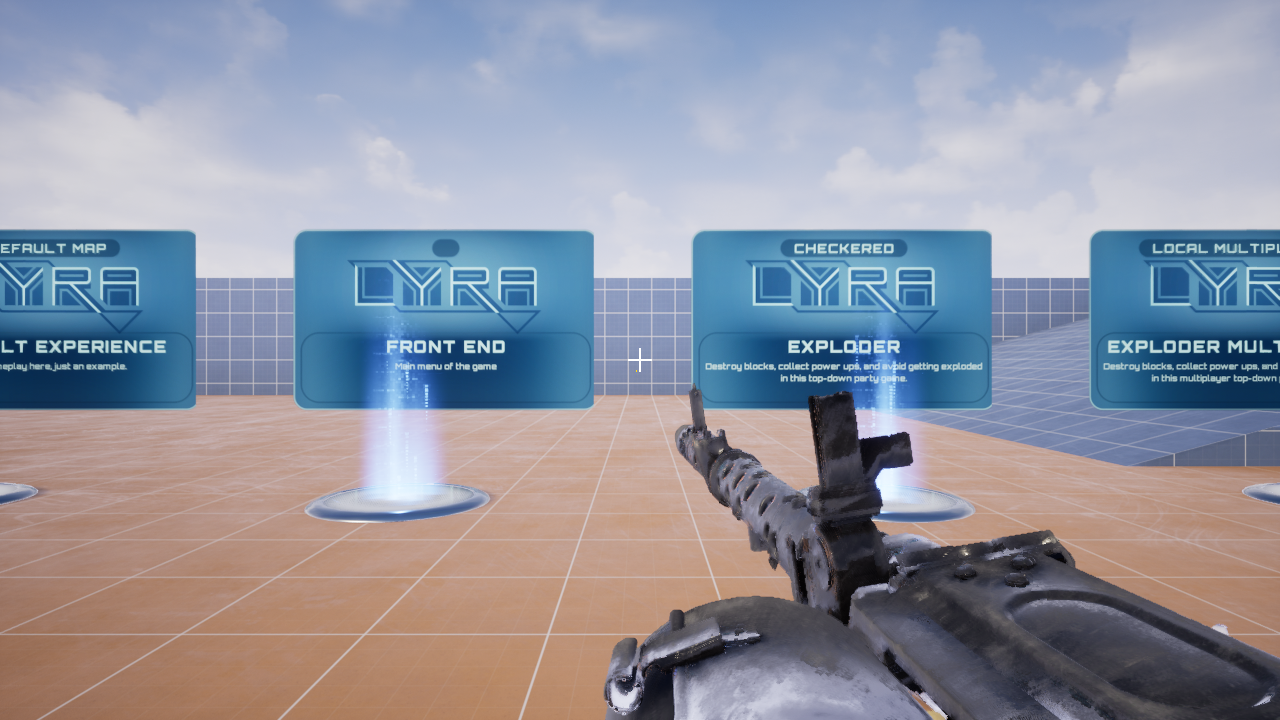 EFAULT MAP
YRA
LT EXPERIENCE
eplay here, just an example.
LYRA
FRONT END
Main menu of the game
CHECKERED
LYRA
EXPLODER
Destroy blocks, collect power ups, and avoid getting exploded
in this top-down party game.
LOCAL MULTIPL
LYR
EXPLODER MULT
Destroy blocks, collect power ups, and
in this multiplayer top-down